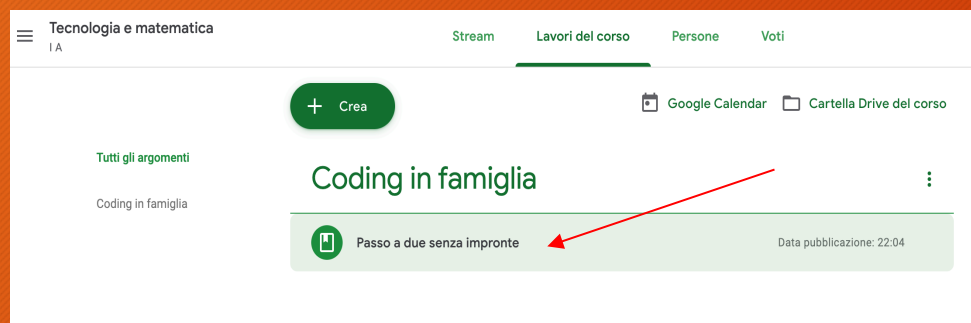 Tecnologia e matematica
I A
Stream
Lavori del corso
Persone
Voti
Crea
Google Calendar
Cartella Drive del corso
Tutti gli argomenti
Coding in famiglia
Coding in famiglia
Passo a due senza impronte
Data pubblicazione: 22:04